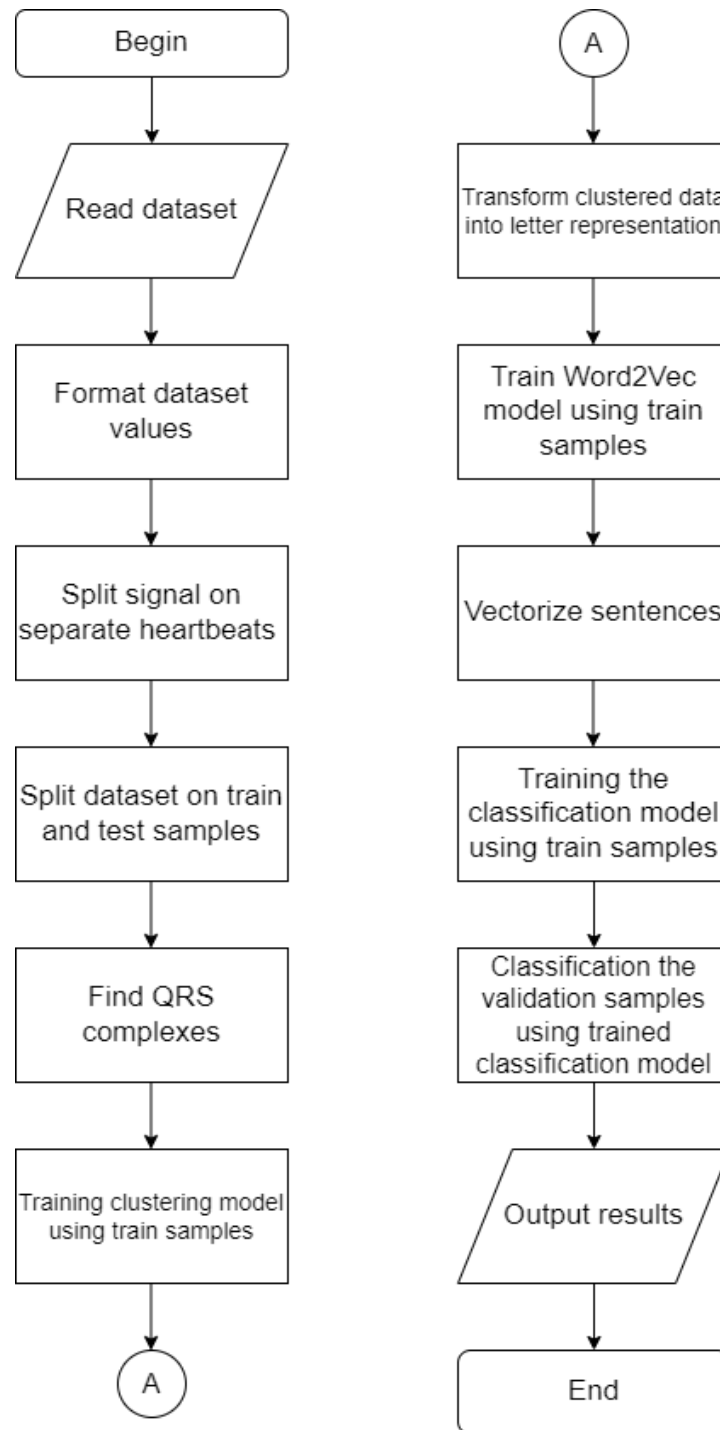 Begin
Read dataset
Format dataset
values
Split signal on
separate heartbeats
Split dataset on train
and test samples
Find QRS
complexes
Training clustering model
using train samples
A
A
Transform clustered data
into letter representation
Train Word2Vec
model using train
samples
Vectorize sentences
Training the
classification model
using train samples
Classification the
validation samples
using trained
classification model
Output results
End